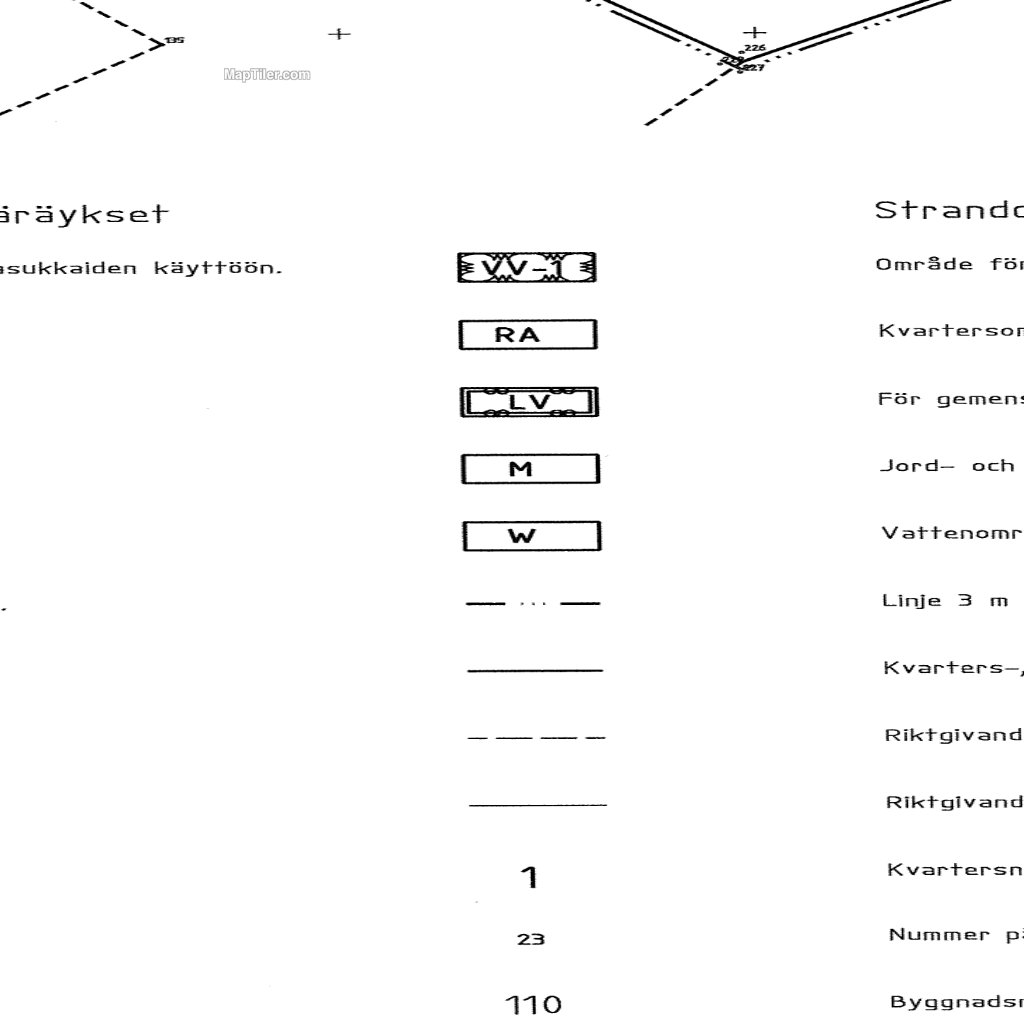 135
226
227
MapTiler.com
äräykset
Strando
asukkaiden käyttöön.
VV-1
Område för
RA
Kvartersom
LV
För gemens
M
Jord- och
W
Vattenomr
Linje 3 m
Kvarters-,
Riktgivand
Riktgivand
1
Kvartersn
23
Nummer på
110
Byggnadsr